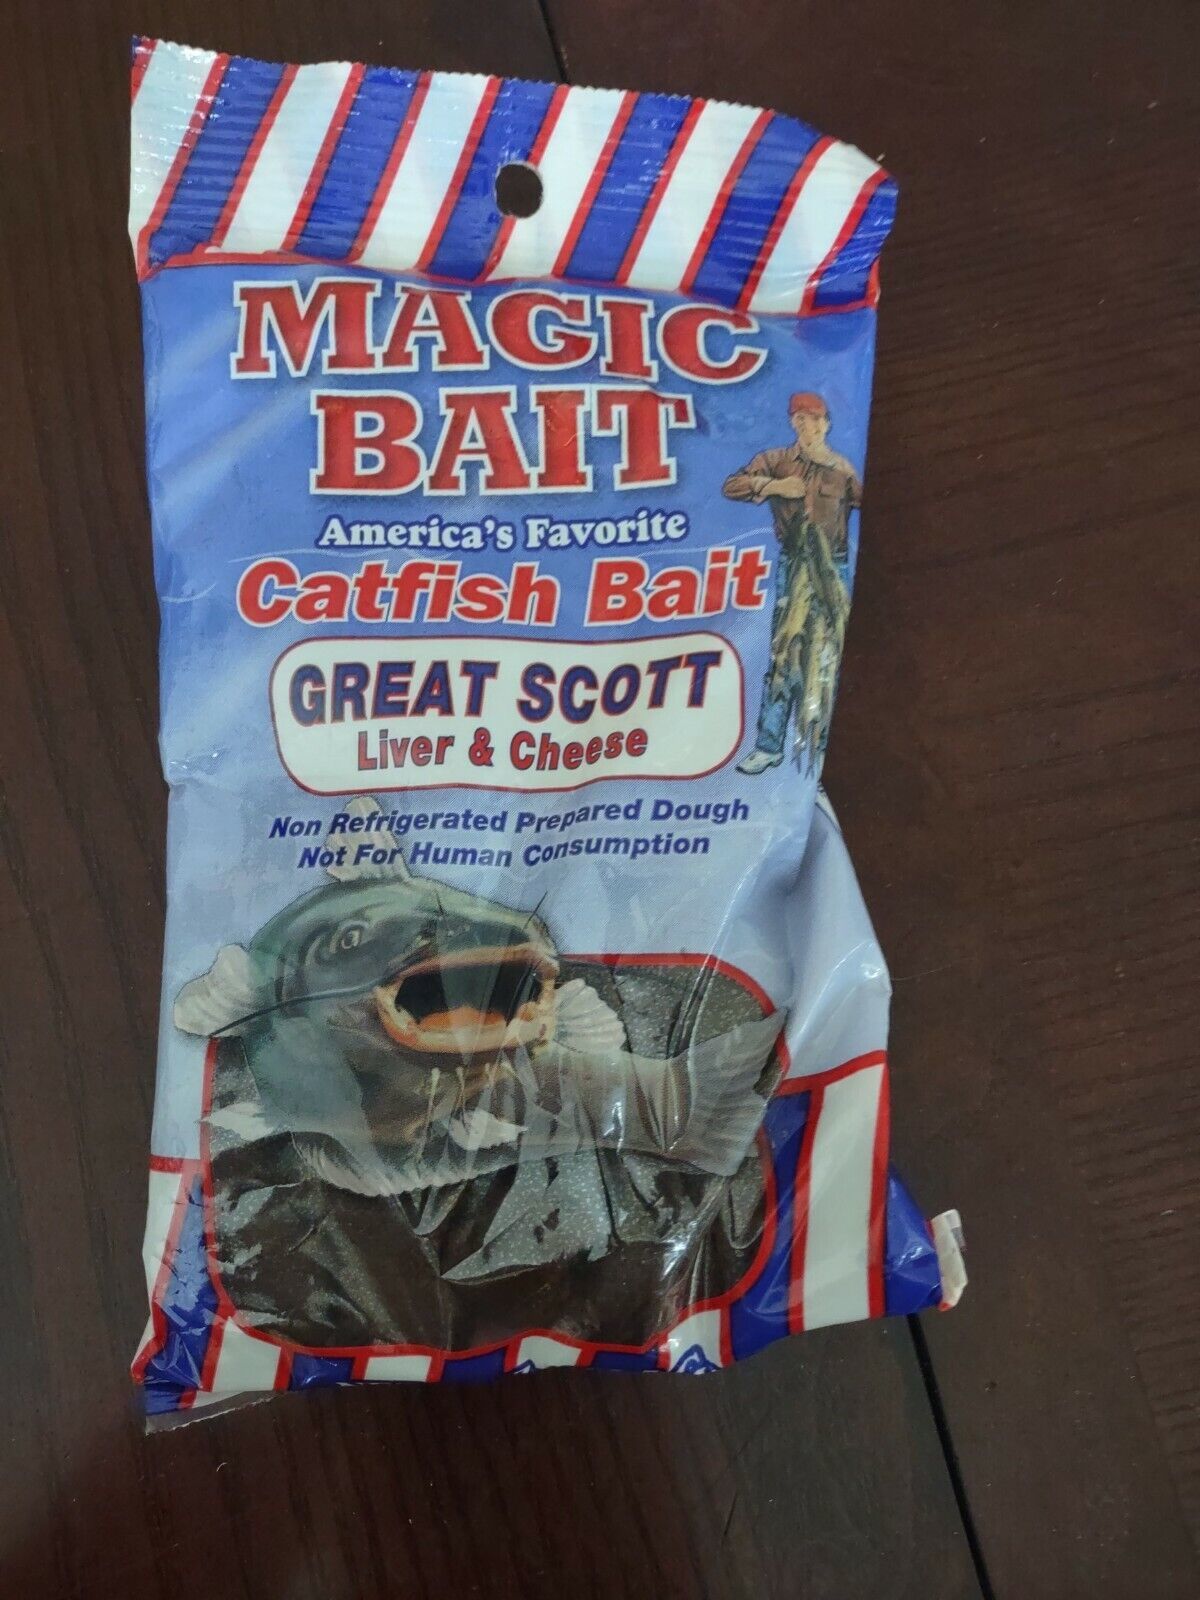 MAGIC
BAIT
America's Favorite
Catfish Bait
GREAT SCOTT
Liver & Cheese
Non Refrigerated Prepared Dough
Not For Human Consumption